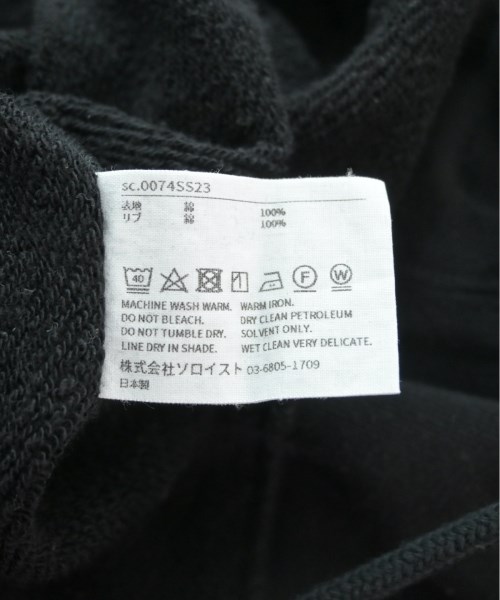 sc.0074SS23
表地 綿 100%
リブ 綿 100%
40 F W
MACHINE WASH WARM. WARM IRON.
DO NOT BLEACH. DRY CLEAN PETROLEUM
DO NOT TUMBLE DRY. SOLVENT ONLY.
LINE DRY IN SHADE. WET CLEAN VERY DELICATE.
株式会社ソロイスト 03-6805-1709
日本製